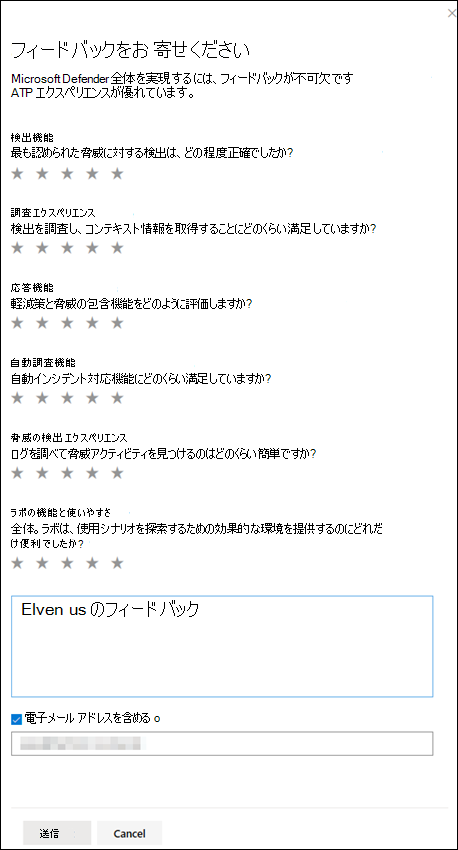 フィードバックをお 寄せください
Microsoft Defender 全体を実現するには、フィードバックが不可欠です
ATP エクスペリエンスが優れています。
検出機能
最も認められた脅威に対する検出は、どの程度正確でしたか?
調査エクスペリエンス
検出を調査し、コンテキスト情報を取得することにどのくらい満足していますか?
応答機能
軽減策と脅威の包含機能をどのように評価しますか?
自動調査機能
自動インシデント対応機能にどのくらい満足していますか?
脅威の検出エクスペリエンス
ログを調べて脅威アクティビティを見つけるのはどのくらい簡単ですか?
ラボの機能と使いやすさ
全体。ラボは、使用シナリオを探索するための効果的な環境を提供するのにどれだ
け便利でしたか?
Elven us のフィードバック
電子メール アドレスを含める o
送信
Cancel